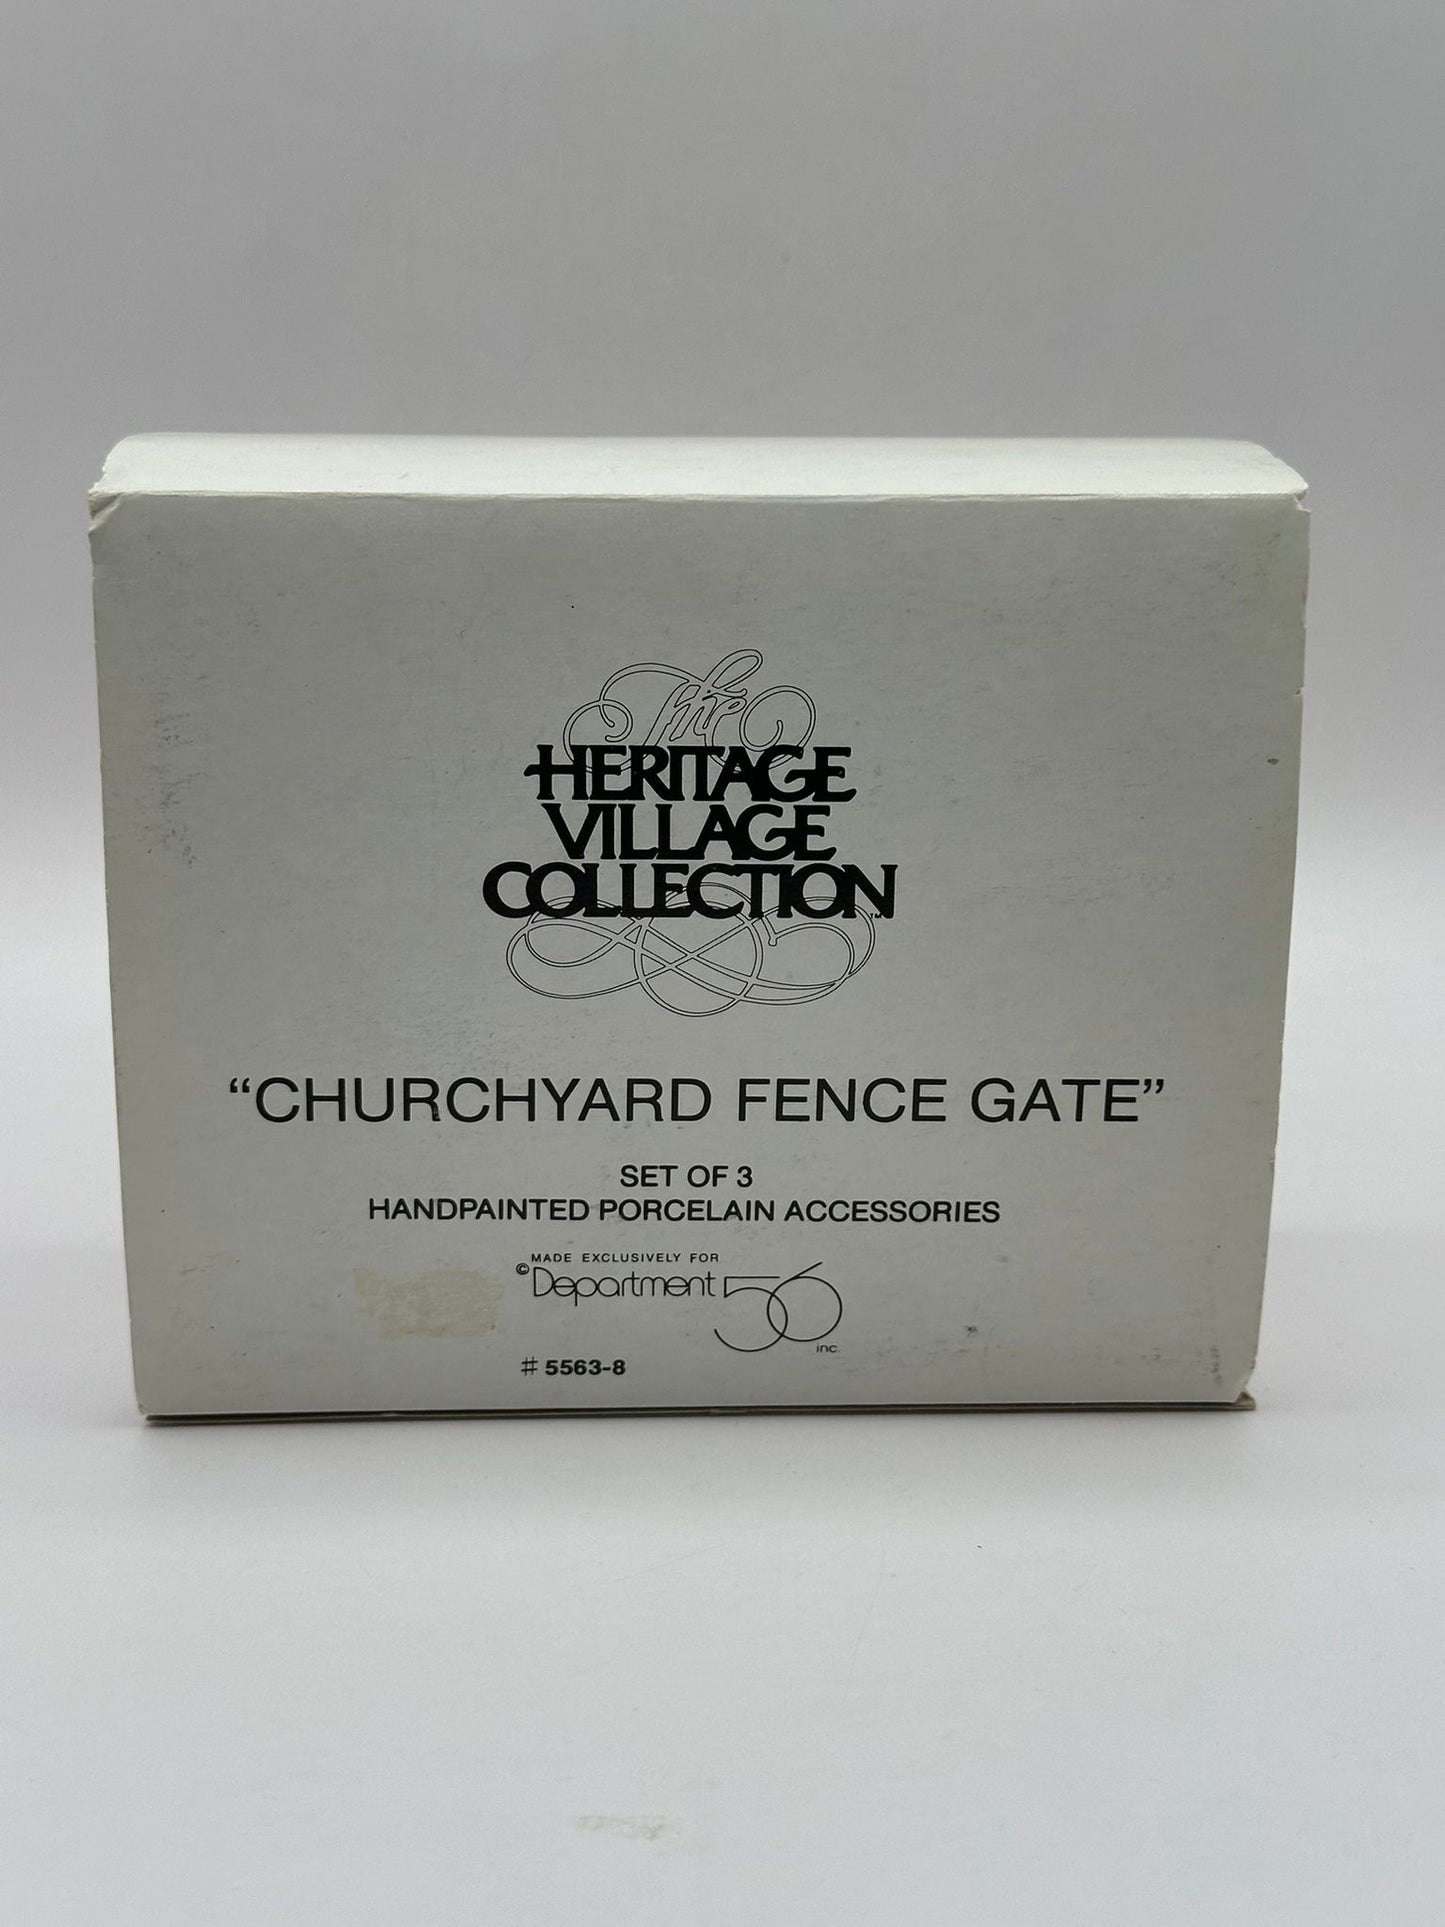 The
HERITAGE
VILLAGE
COLLECTION™
“CHURCHYARD FENCE GATE”
SET OF 3
HANDPAINTED PORCELAIN ACCESSORIES
MADE EXCLUSIVELY FOR
© Department 56
inc.
# 5563-8